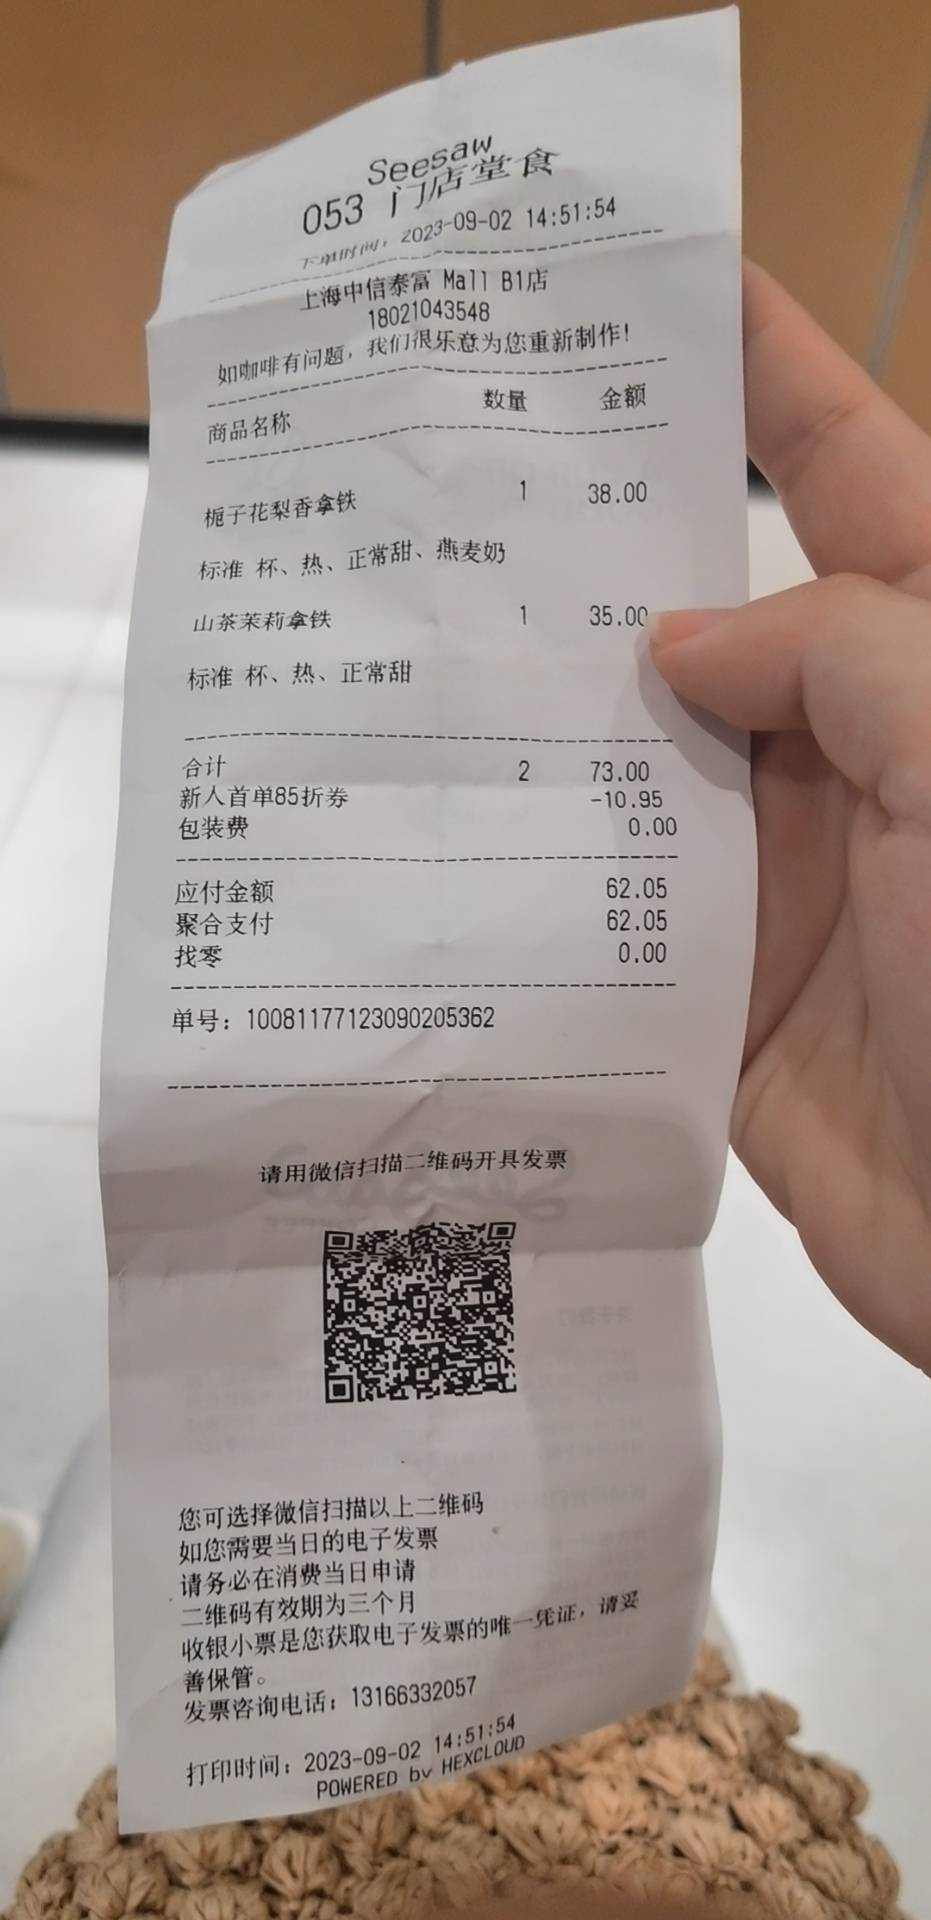 Seesaw
053 门店堂食
下单时间：2023-09-02 14:51:54
上海中信泰富 Mall B1店
18021043548
如咖啡有问题，我们很乐意为您重新制作！
商品名称 数量 金额
栀子花梨香拿铁 1 38.00
标准 杯、热、正常甜、燕麦奶
山茶茉莉拿铁 1 35.00
标准 杯、热、正常甜
合计 2 73.00
新人首单85折券 -10.95
包装费 0.00
应付金额 62.05
聚合支付 62.05
找零 0.00
单号：10081177123090205362
请用微信扫描二维码开具发票
您可选择微信扫描以上二维码
如您需要当日的电子发票
请务必在消费当日申请
二维码有效期为三个月
收银小票是您获取电子发票的唯一凭证，请妥
善保管。
发票咨询电话：13166332057
打印时间：2023-09-02 14:51:54
POWERED by HEXCLOUD